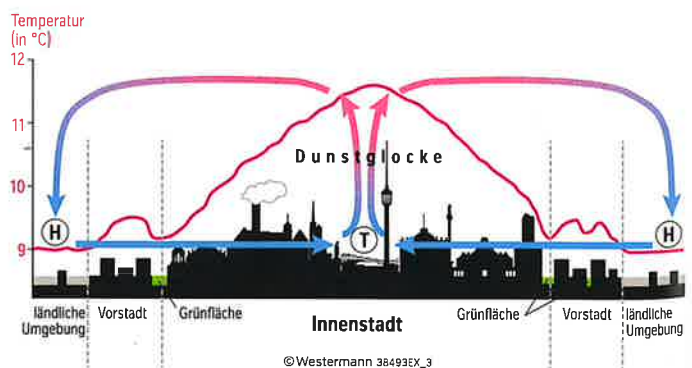 Temperatur
(in °C)
12
11
10
9
Dunstglocke
H
T
H
ländliche
Umgebung
Vorstadt
Grünfläche
Innenstadt
Grünfläche
Vorstadt
ländliche
Umgebung
©Westermann 38493EX_3